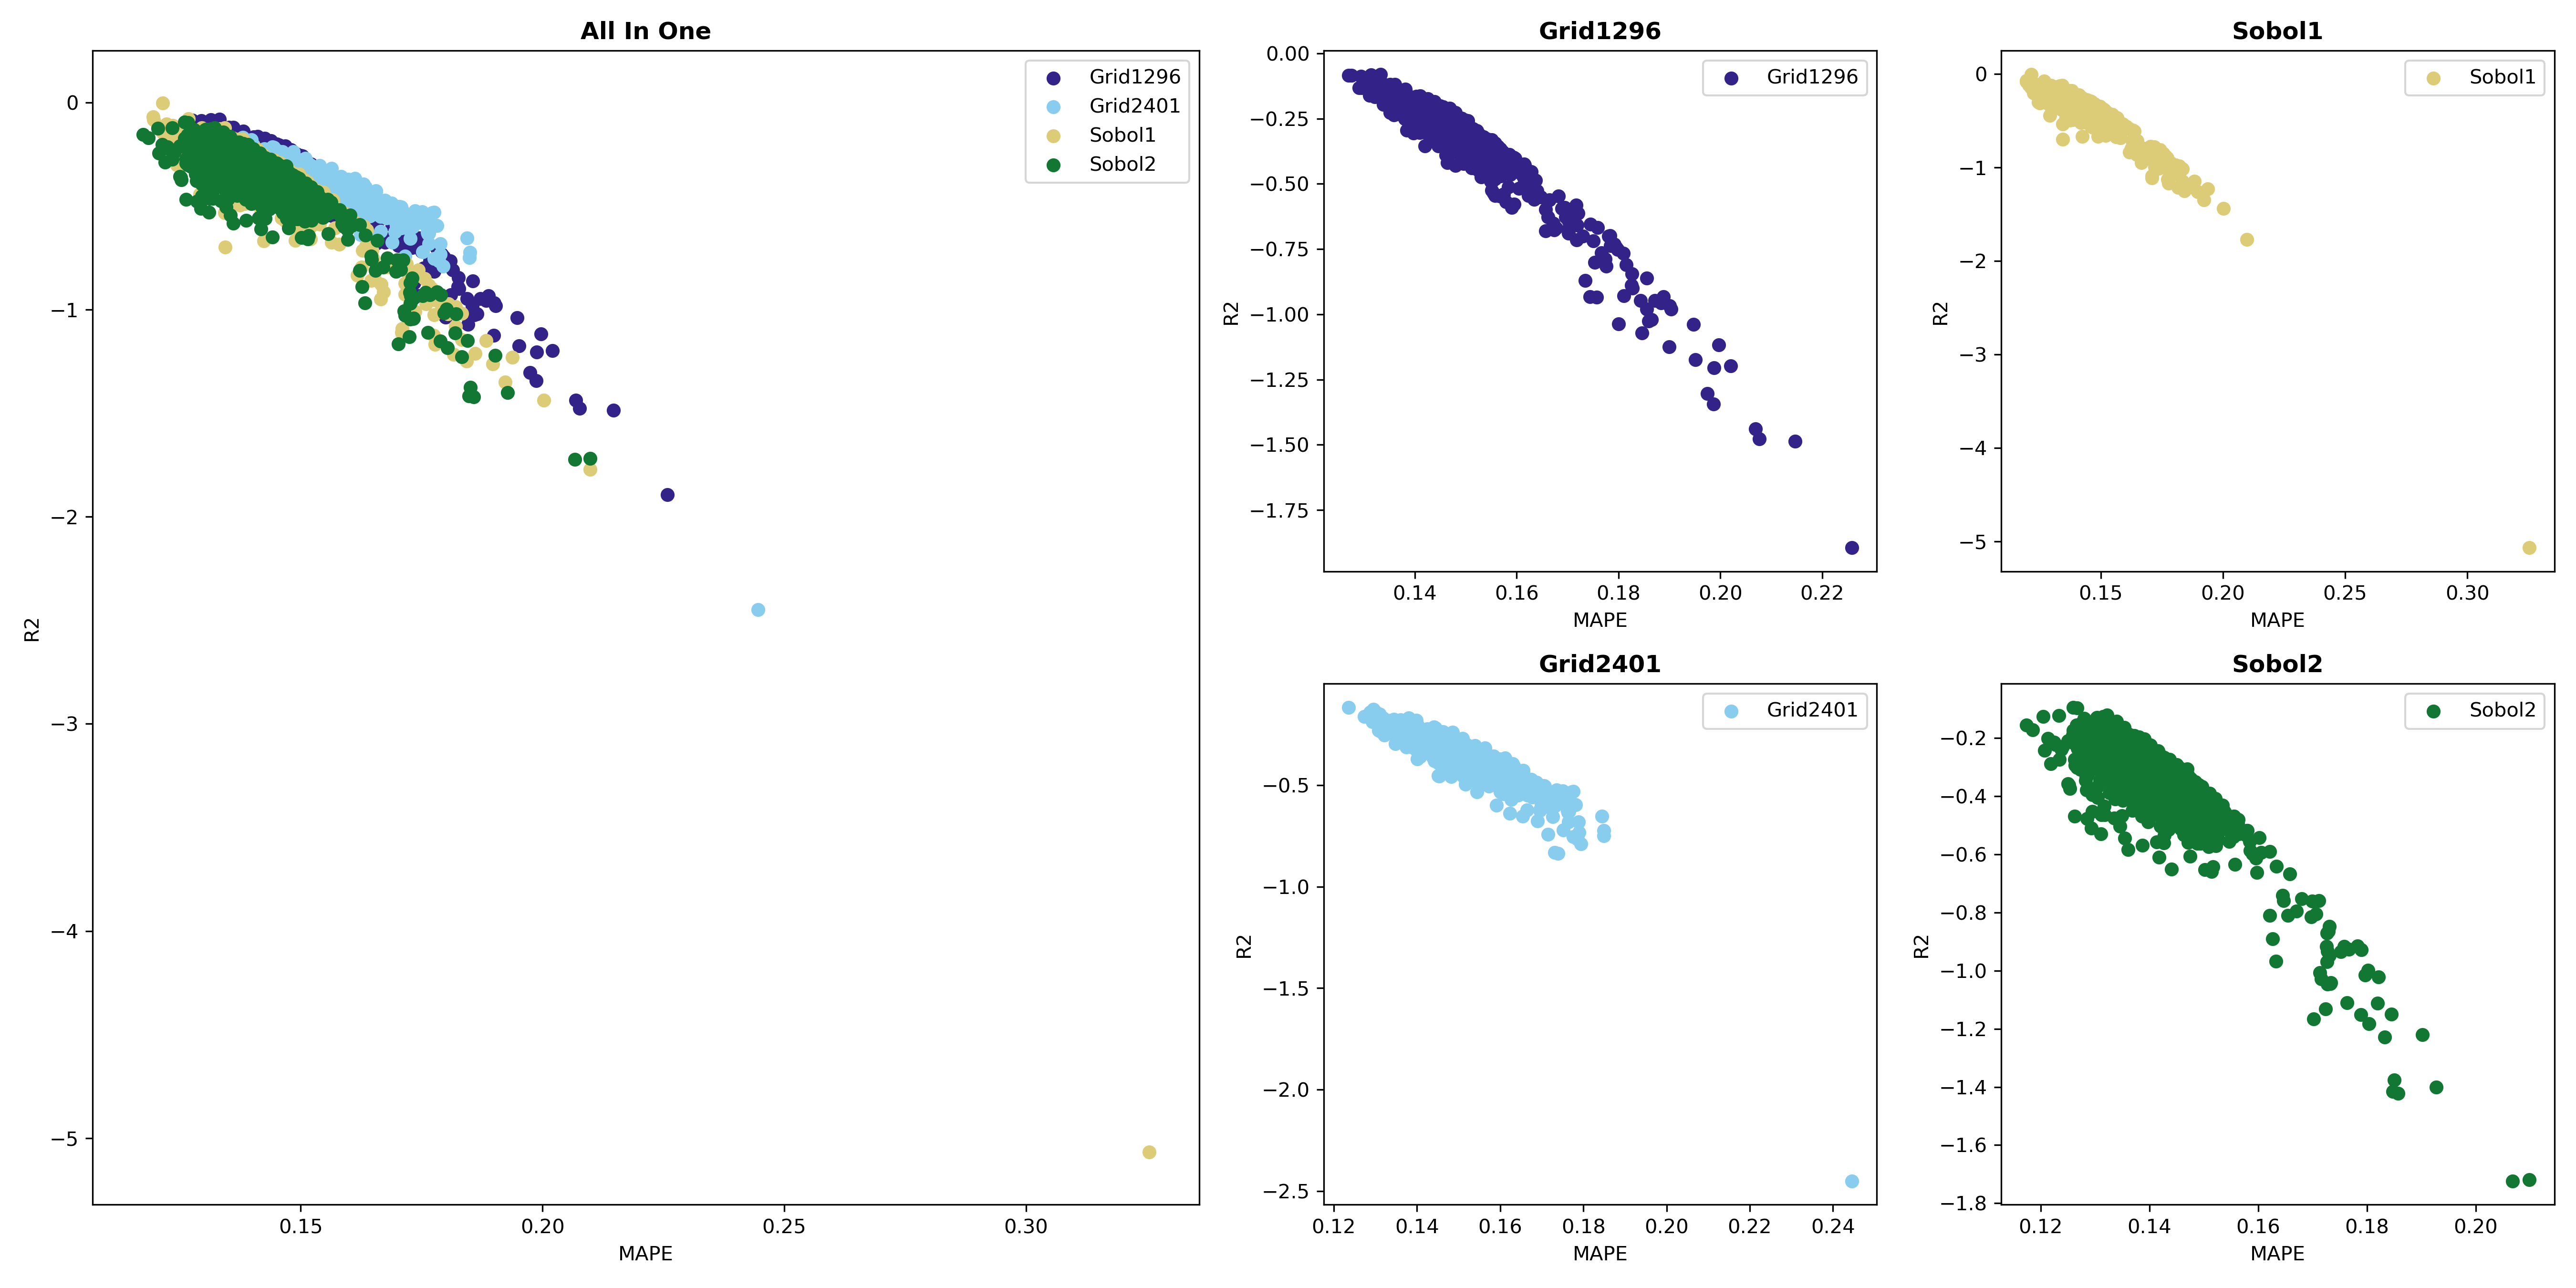 All In One
Grid1296
Grid2401
Sobol1
Sobol2
0
−1
−2
−3
−4
−5
R2
0.15
0.20
0.25
0.30
MAPE
Grid1296
Grid1296
0.00
−0.25
−0.50
−0.75
−1.00
−1.25
−1.50
−1.75
R2
0.14
0.16
0.18
0.20
0.22
MAPE
Sobol1
Sobol1
0
−1
−2
−3
−4
−5
R2
0.15
0.20
0.25
0.30
MAPE
Grid2401
Grid2401
−0.5
−1.0
−1.5
−2.0
−2.5
R2
0.12
0.14
0.16
0.18
0.20
0.22
0.24
MAPE
Sobol2
Sobol2
−0.2
−0.4
−0.6
−0.8
−1.0
−1.2
−1.4
−1.6
−1.8
R2
0.12
0.14
0.16
0.18
0.20
MAPE